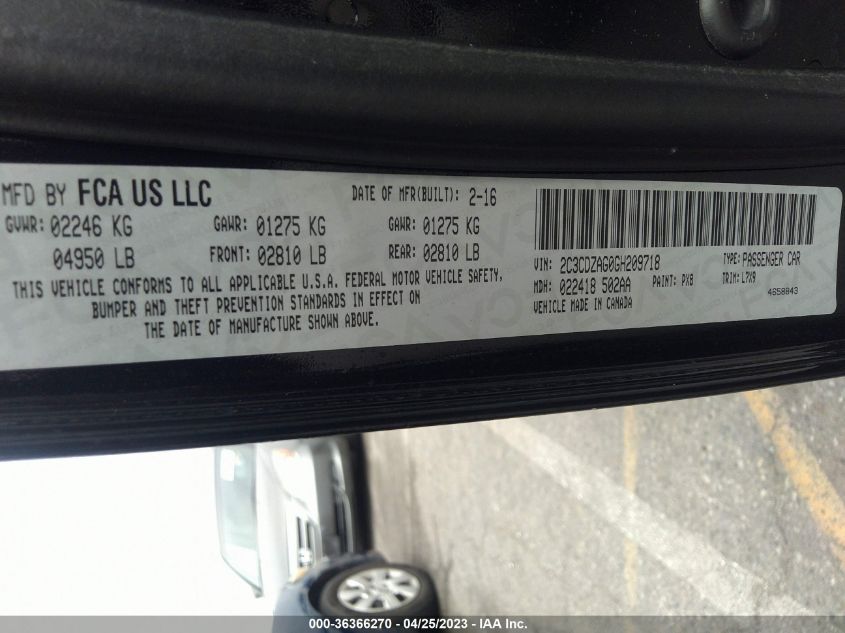 MFD BY FCA US LLC
DATE OF MFR(BUILT): 2-16
GVWR: 02246 KG
GAWR: 01275 KG
GAWR: 01275 KG
04950 LB
FRONT: 02810 LB
REAR: 02810 LB
THIS VEHICLE CONFORMS TO ALL APPLICABLE U.S.A. FEDERAL MOTOR VEHICLE SAFETY,
BUMPER AND THEFT PREVENTION STANDARDS IN EFFECT ON
THE DATE OF MANUFACTURE SHOWN ABOVE.
VIN: 2C3CDZAG0GH209718
TYPE: PASSENGER CAR
MDH: 022418 502AA
PAINT: PX8
TRIM: L7X9
VEHICLE MADE IN CANADA
4658843
000-36366270 - 04/25/2023 - IAA Inc.